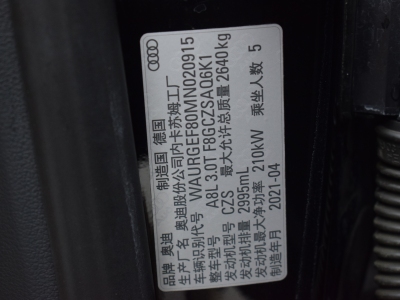 品牌 奥迪 制造国 德国
生产厂名 奥迪股份公司内卡苏姆工厂
车辆识别代号 WAURGEF80MN020915
整车型号 A8L 3.0T F8GCZSAQ6K1
发动机型号 CZS 最大允许总质量 2640kg
发动机排量 2995mL
发动机最大净功率 210kW 乘坐人数 5
制造年月 2021-04